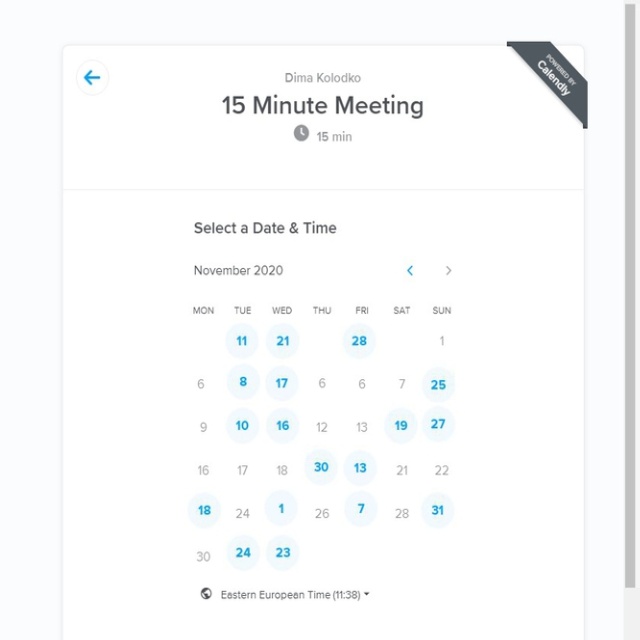 Dima Kolodko
15 Minute Meeting
15 min
POWERED BY
Calendly
Select a Date & Time
November 2020
MON TUE WED THU FRI SAT SUN
11 21 28 1
6 8 17 6 6 7 25
9 10 16 12 13 19 27
16 17 18 30 13 21 22
18 24 1 26 7 28 31
30 24 23
Eastern European Time (11:38)